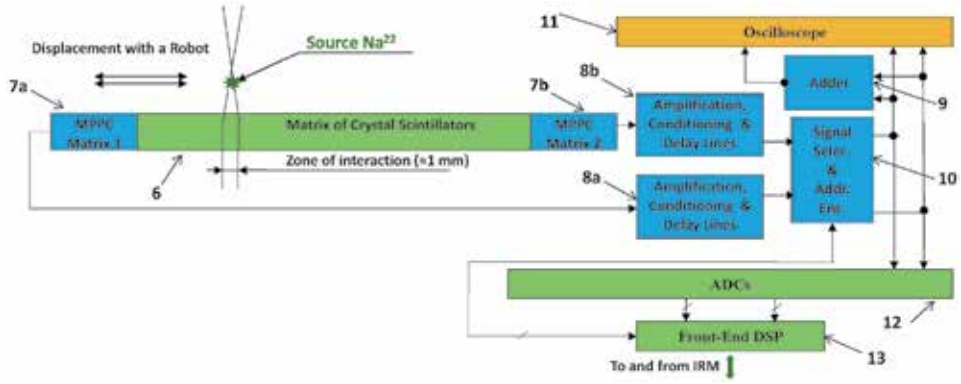 11
Oscilloscope
Displacement with a Robot
Source Na²²
7a
7b
8b
Adder
9
MPPC
Matrix 1
Matrix of Crystal Scintillators
MPPC
Matrix 2
Amplification,
Conditioning &
Delay Lines
Signal
Selec.
&
Addr.
Enc.
10
6
Zone of interaction (≈1 mm)
8a
Amplification,
Conditioning &
Delay Lines
ADCs
12
Front-End DSP
13
To and from IRM